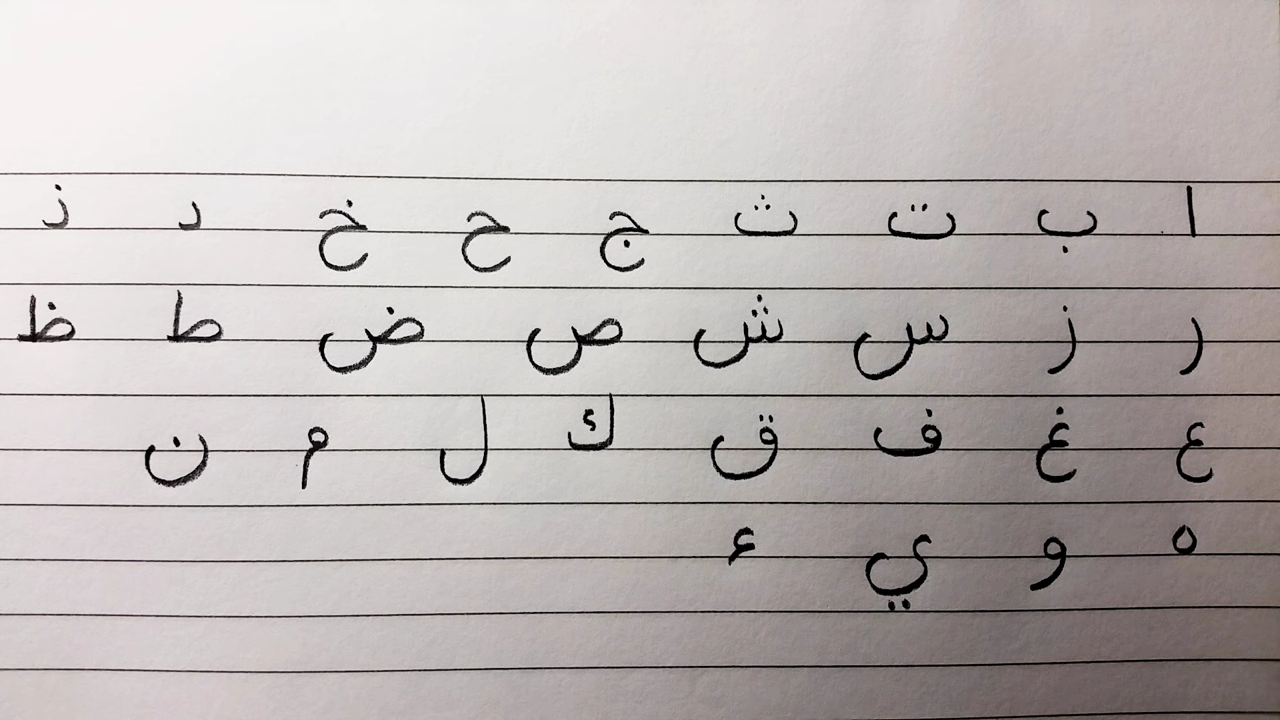 ا ب ت ث ج ح خ د ذ
ر ز س ش ص ض ط ظ
ع غ ف ق ك ل م ن
ه و ي ء